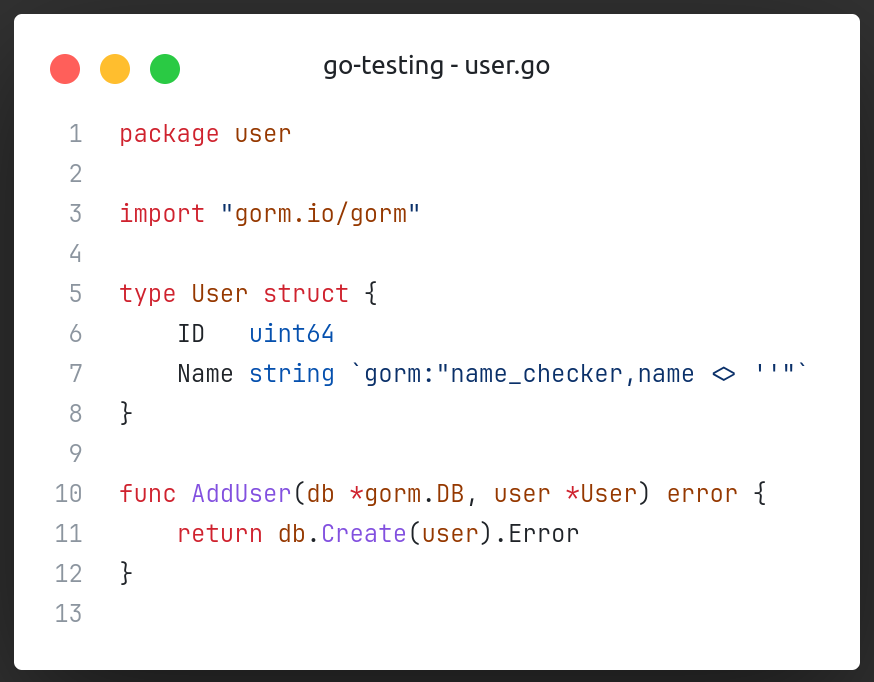 go-testing - user.go
1 package user
2
3 import "gorm.io/gorm"
4
5 type User struct {
6     ID   uint64
7     Name string `gorm:"name_checker,name <> ''"`
8 }
9
10 func AddUser(db *gorm.DB, user *User) error {
11     return db.Create(user).Error
12 }
13